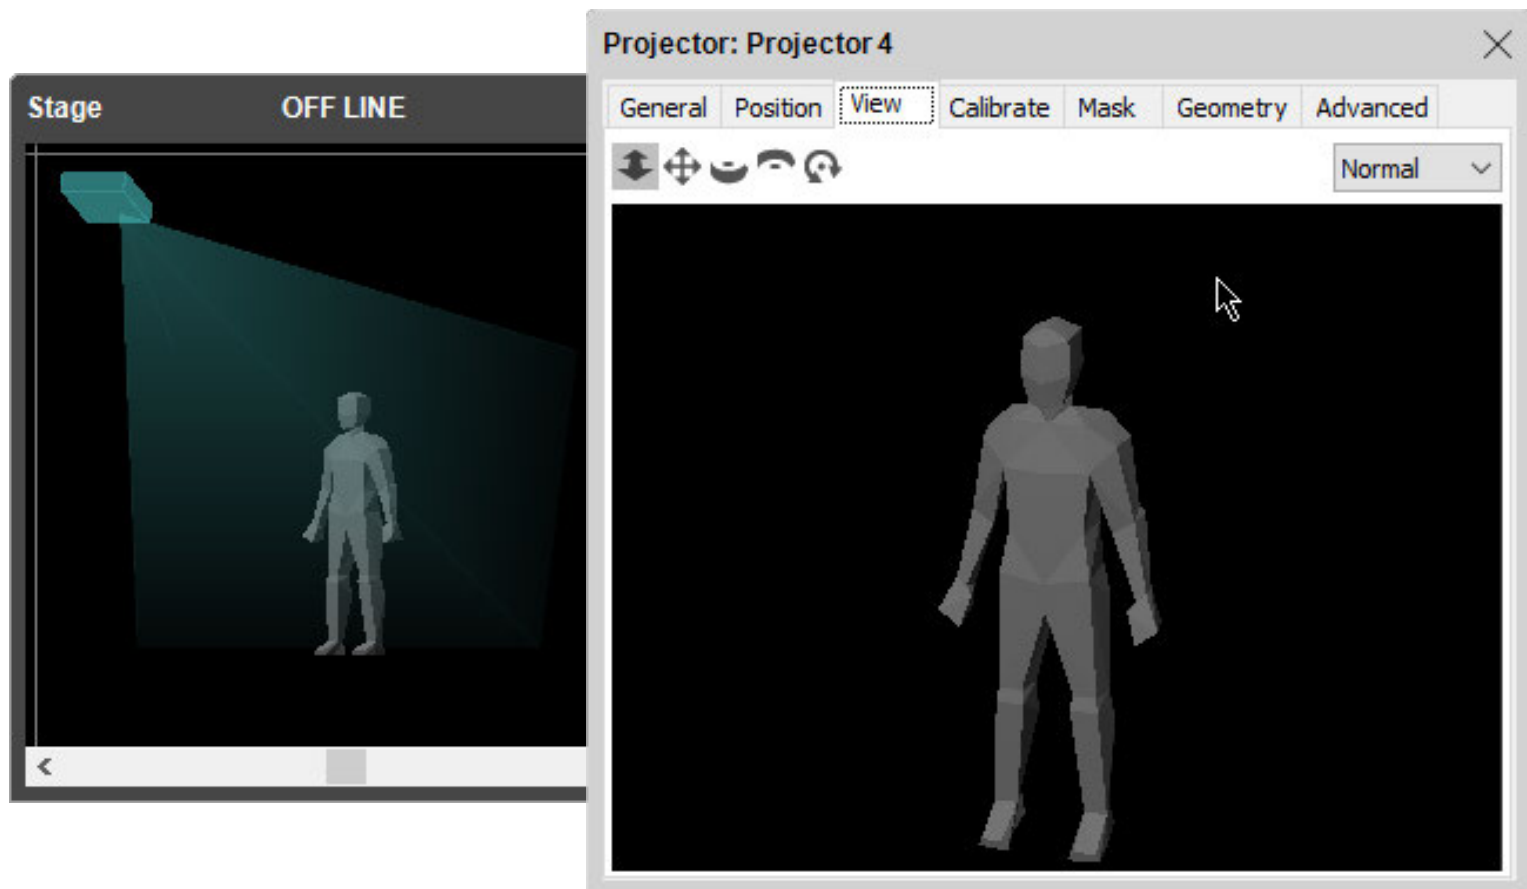 Projector: Projector 4
Stage
OFF LINE
General
Position
View
Calibrate
Mask
Geometry
Advanced
Normal